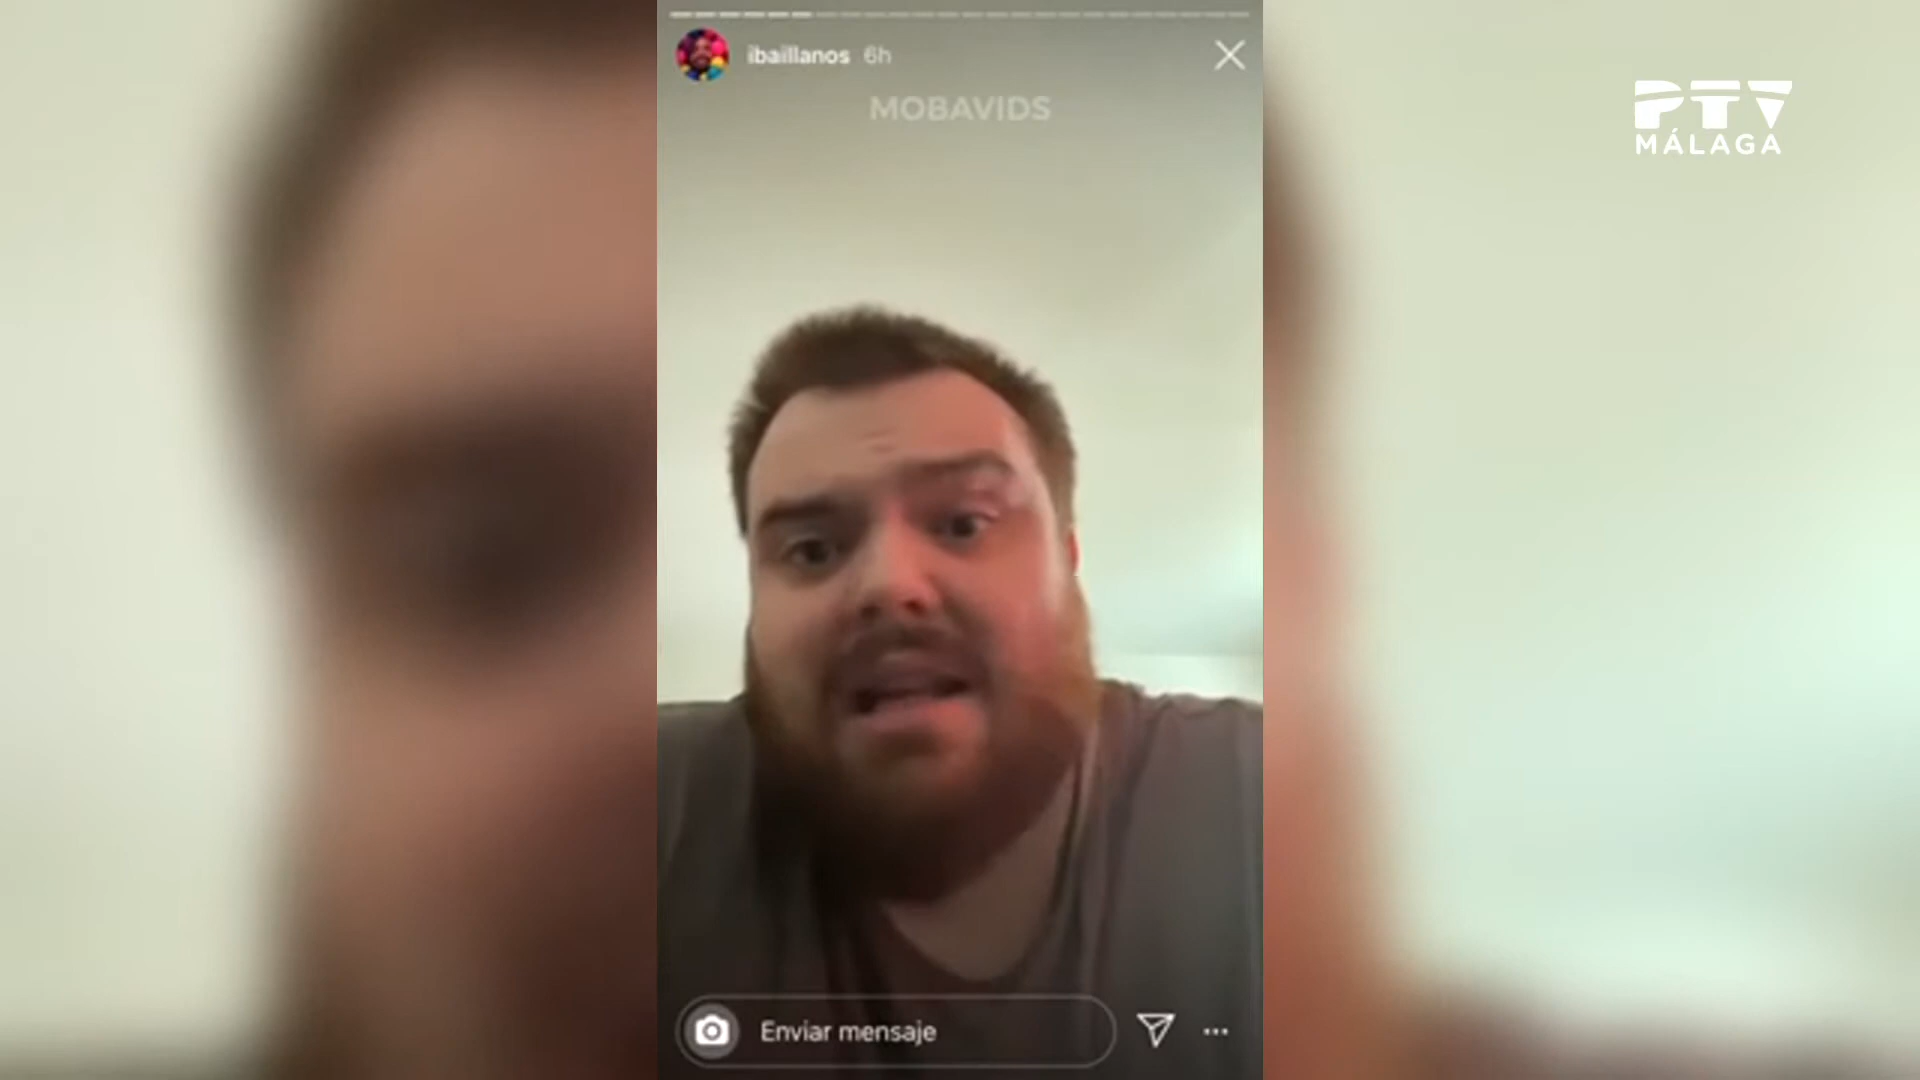 ibaillanos 6h
MOBAVIDS
PTV
MÁLAGA
Enviar mensaje